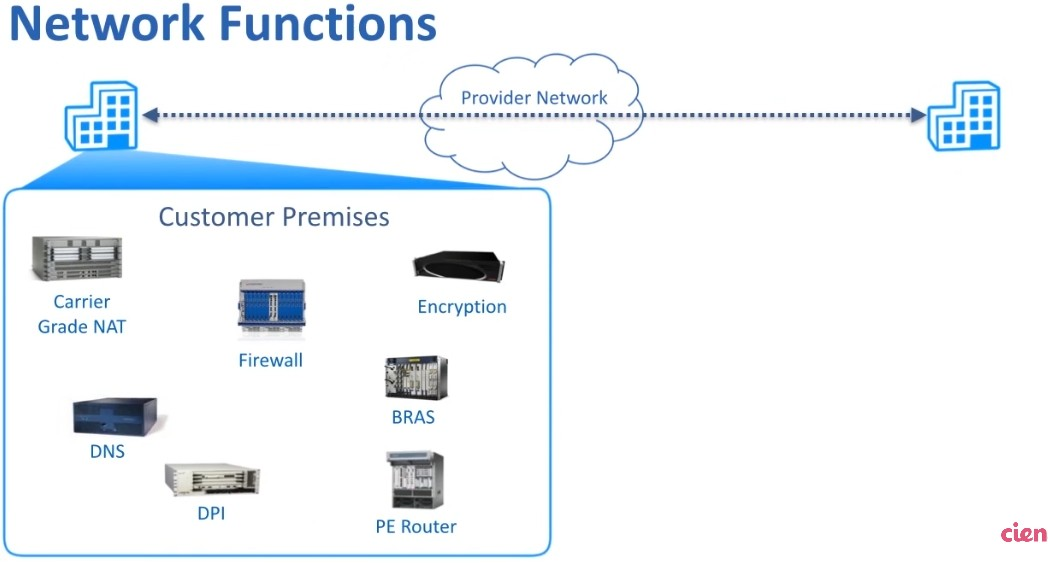 Network Functions
Provider Network
Customer Premises
Carrier
Grade NAT
Firewall
Encryption
BRAS
DNS
DPI
PE Router
cien